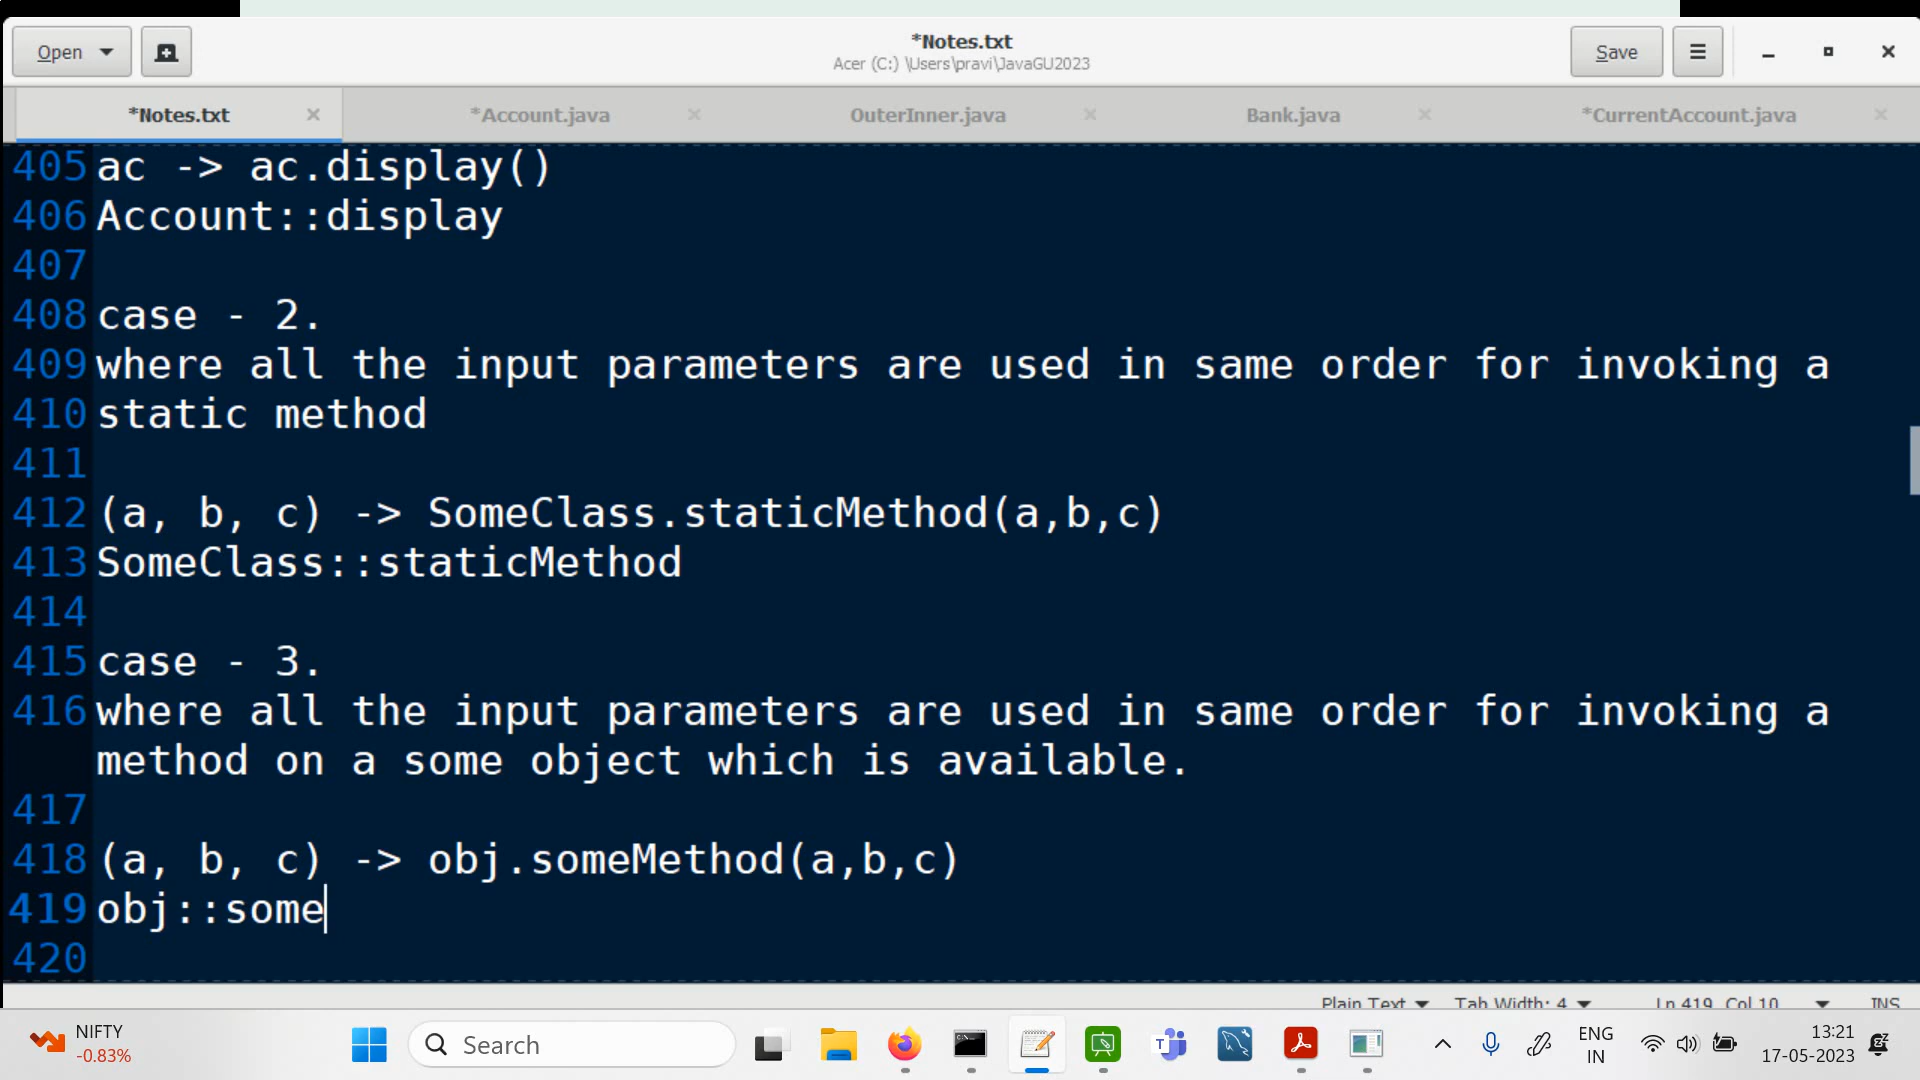 Open
*Notes.txt
Acer (C:) \Users\pravi\JavaGU2023
Save
*Notes.txt
*Account.java
OuterInner.java
Bank.java
*CurrentAccount.java
405 ac -> ac.display()
406 Account::display
407
408 case - 2.
409 where all the input parameters are used in same order for invoking a
410 static method
411
412 (a, b, c) -> SomeClass.staticMethod(a,b,c)
413 SomeClass::staticMethod
414
415 case - 3.
416 where all the input parameters are used in same order for invoking a
method on a some object which is available.
417
418 (a, b, c) -> obj.someMethod(a,b,c)
419 obj::some
420
Plain Text Tab Width: 4 Ln 419, Col 10 INS
NIFTY
-0.83%
Search
ENG
IN
13:21
17-05-2023